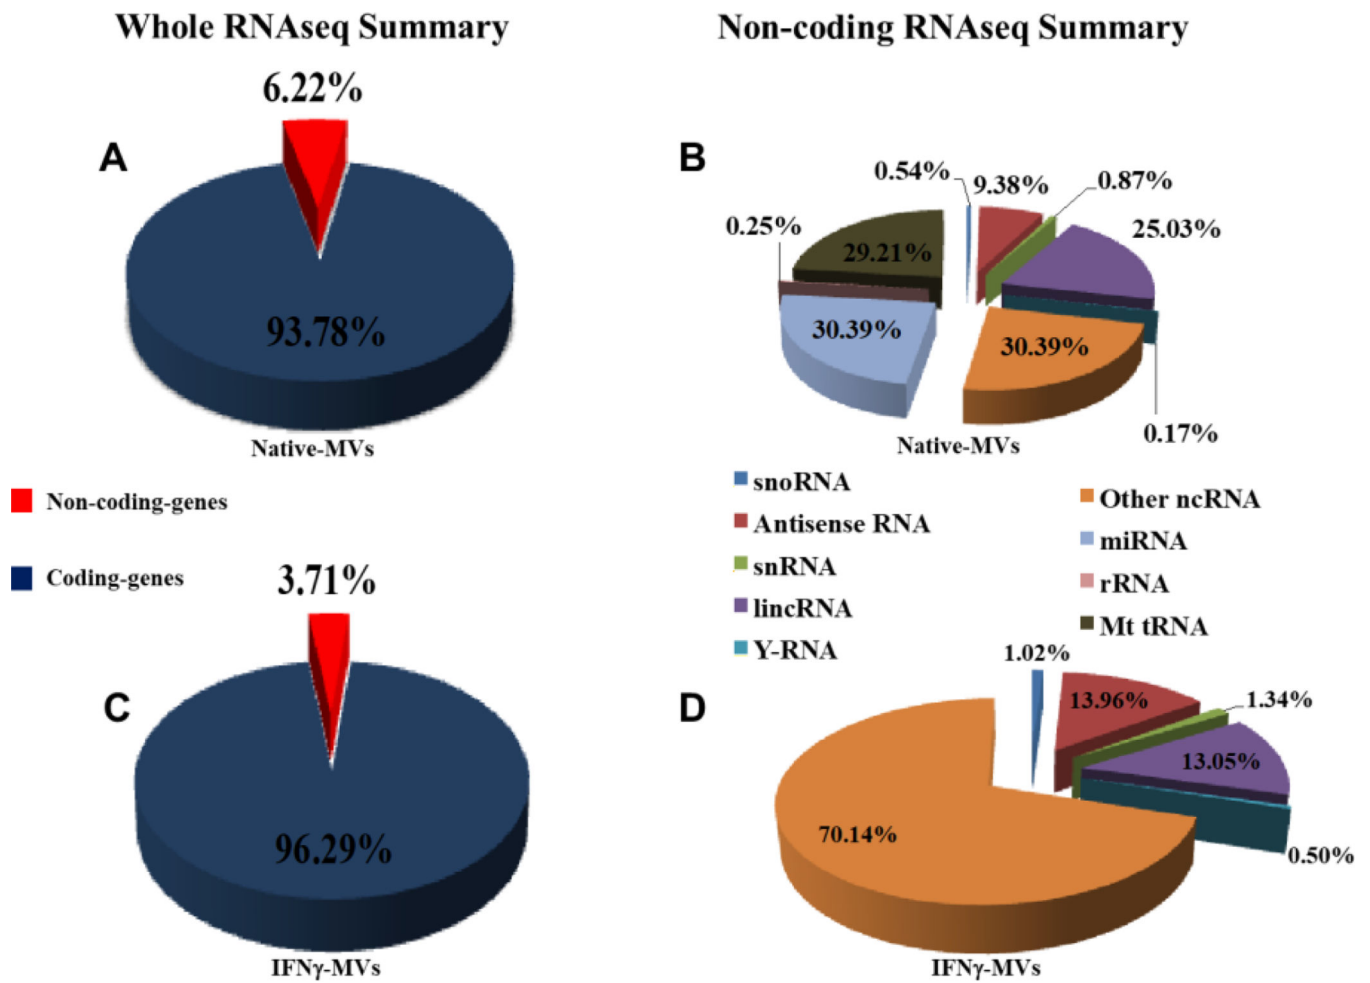 Whole RNAseq Summary
Non-coding RNAseq Summary
A
6.22%
93.78%
Native-MVs
B
0.54%
9.38%
0.87%
0.25%
29.21%
25.03%
30.39%
30.39%
0.17%
Native-MVs
Non-coding-genes
Coding-genes
snoRNA
Antisense RNA
snRNA
lincRNA
Y-RNA
Other ncRNA
miRNA
rRNA
Mt tRNA
C
3.71%
96.29%
IFNγ-MVs
D
1.02%
13.96%
1.34%
13.05%
70.14%
0.50%
IFNγ-MVs